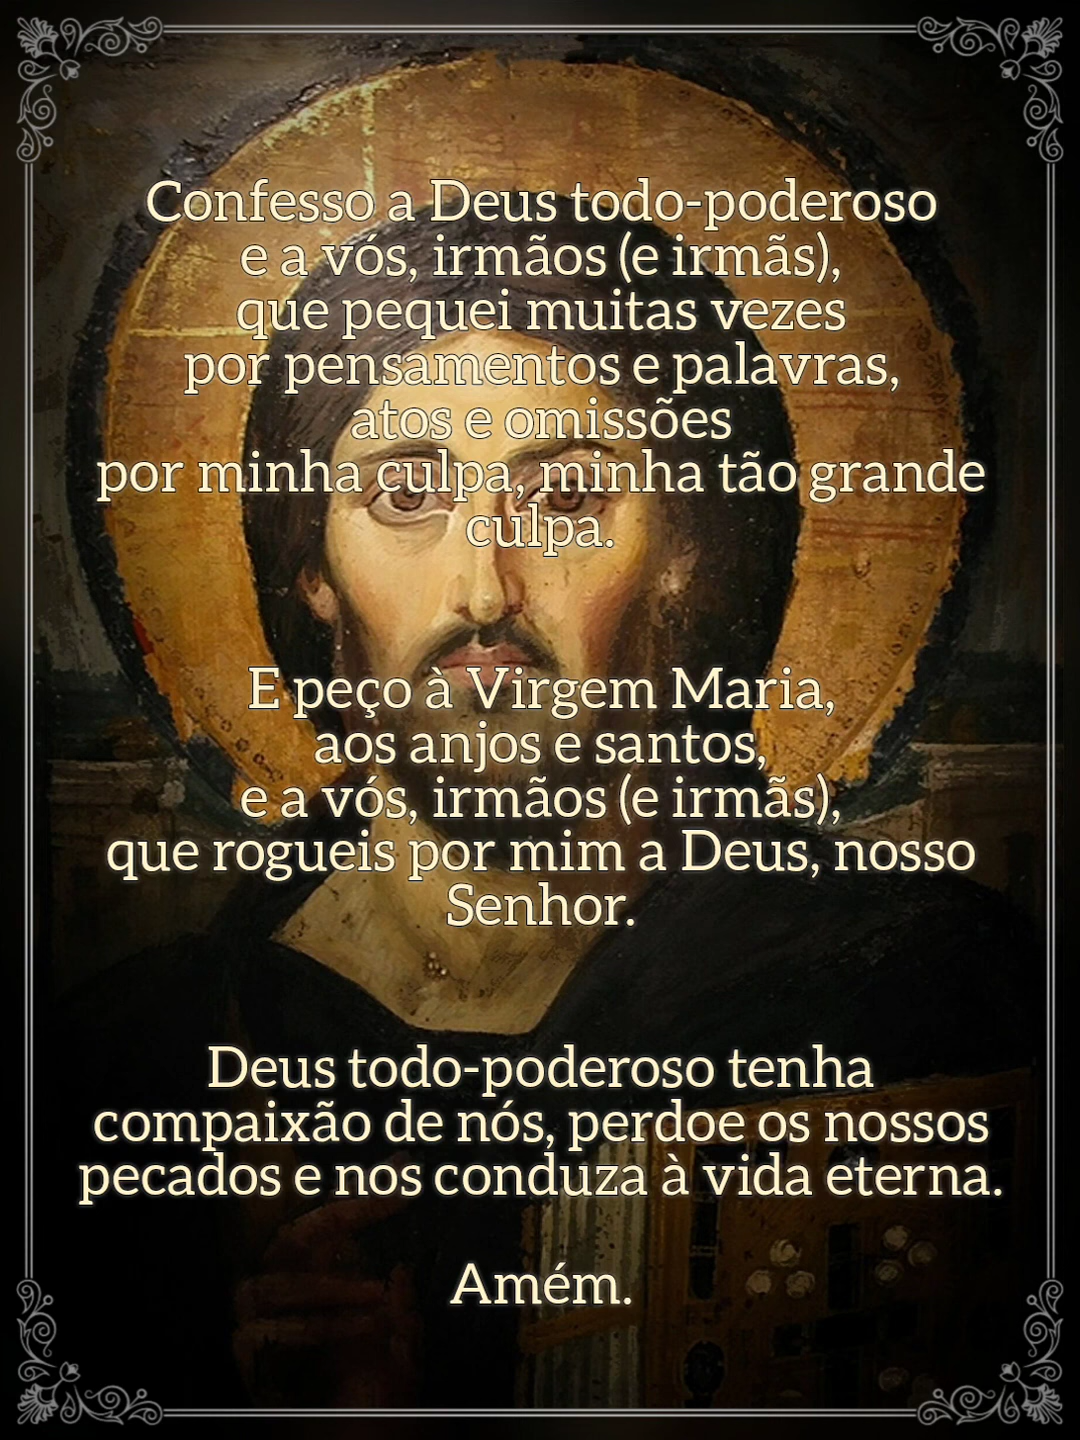 Confesso a Deus todo-poderoso
e a vós, irmãos (e irmãs),
que pequei muitas vezes
por pensamentos e palavras,
atos e omissões
por minha culpa, minha tão grande
culpa.
E peço à Virgem Maria,
aos anjos e santos,
e a vós, irmãos (e irmãs),
que rogueis por mim a Deus, nosso
Senhor.
Deus todo-poderoso tenha
compaixão de nós, perdoe os nossos
pecados e nos conduza à vida eterna.
Amém.